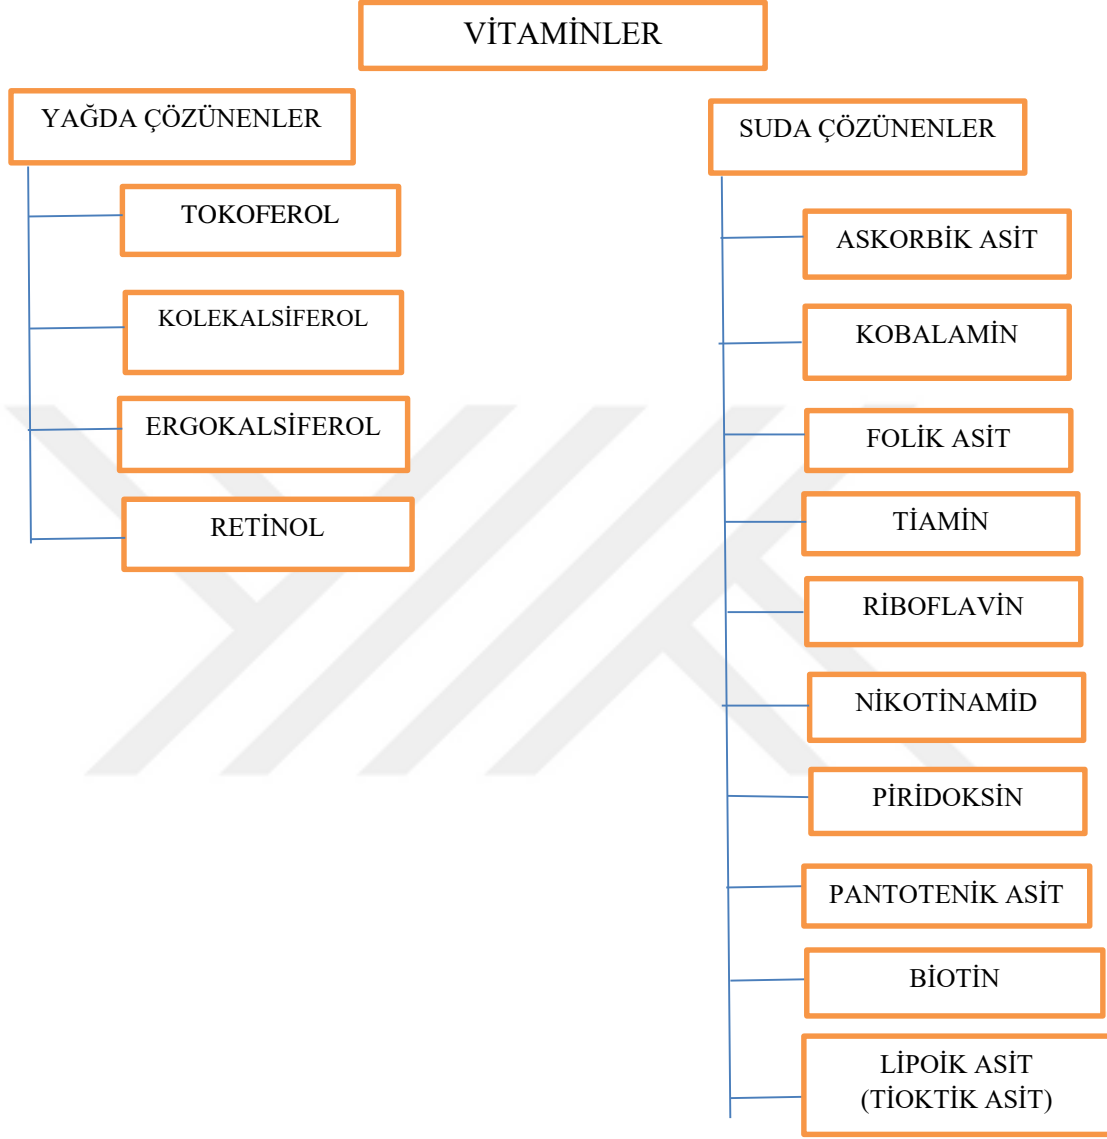 VİTAMİNLER
YAĞDA ÇÖZÜNENLER
TOKOFEROL
KOLEKALSİFEROL
ERGOKALSİFEROL
RETİNOL
SUDA ÇÖZÜNENLER
ASKORBİK ASİT
KOBALAMİN
FOLİK ASİT
TİAMİN
RİBOFLAVİN
NİKOTİNAMİD
PİRİDOKSİN
PANTOTENİK ASİT
BİOTİN
LİPOİK ASİT
(TİOKTİK ASİT)